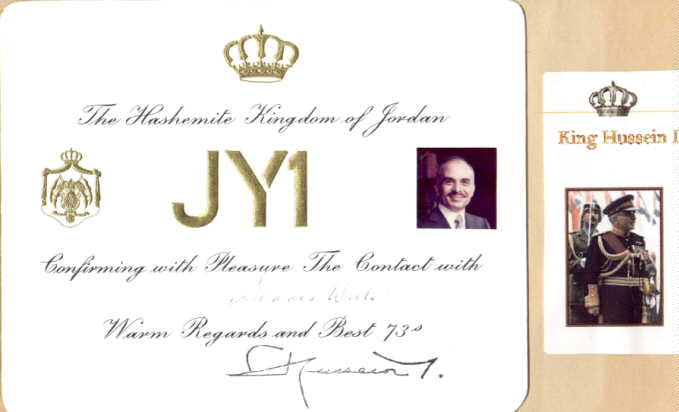 The Hashemite Kingdom of Jordan
JY1
Confirming with Pleasure The Contact with
Warm Regards and Best 73s
Hussein I.
King Hussein I